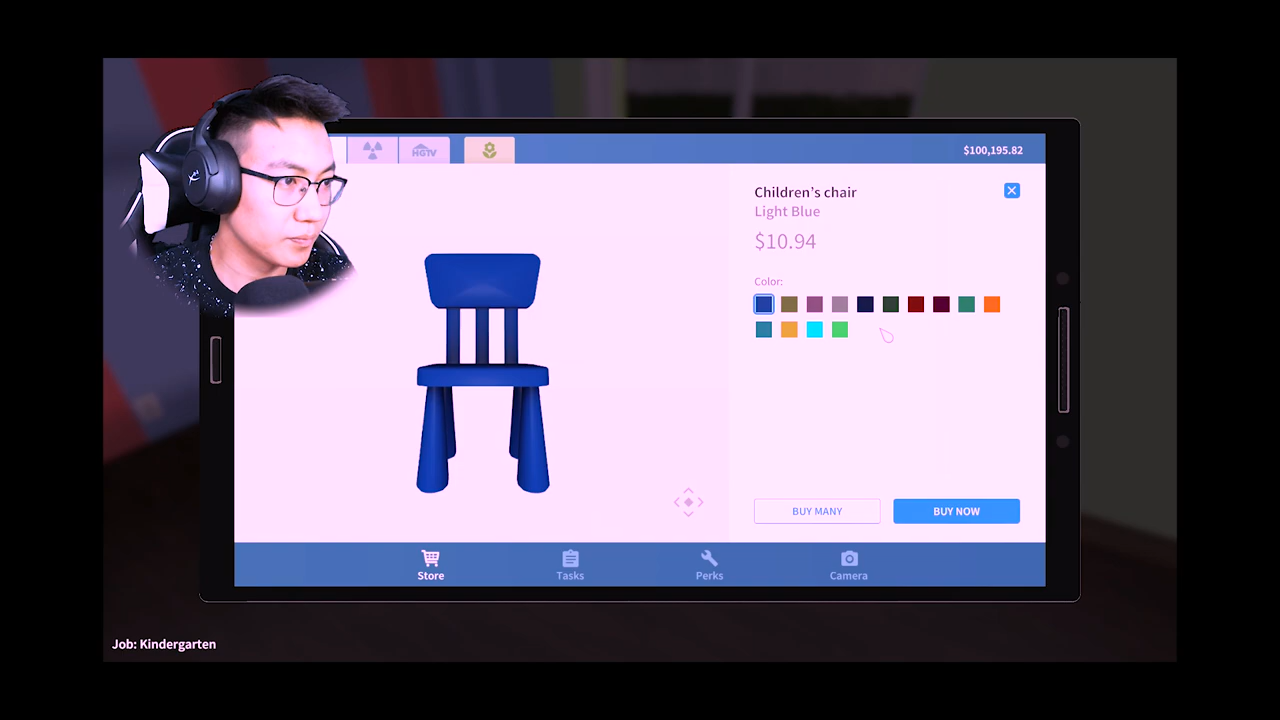 HGTV
$100,195.82
Children's chair
Light Blue
$10.94
Color:
BUY MANY
BUY NOW
Store
Tasks
Perks
Camera
Job: Kindergarten